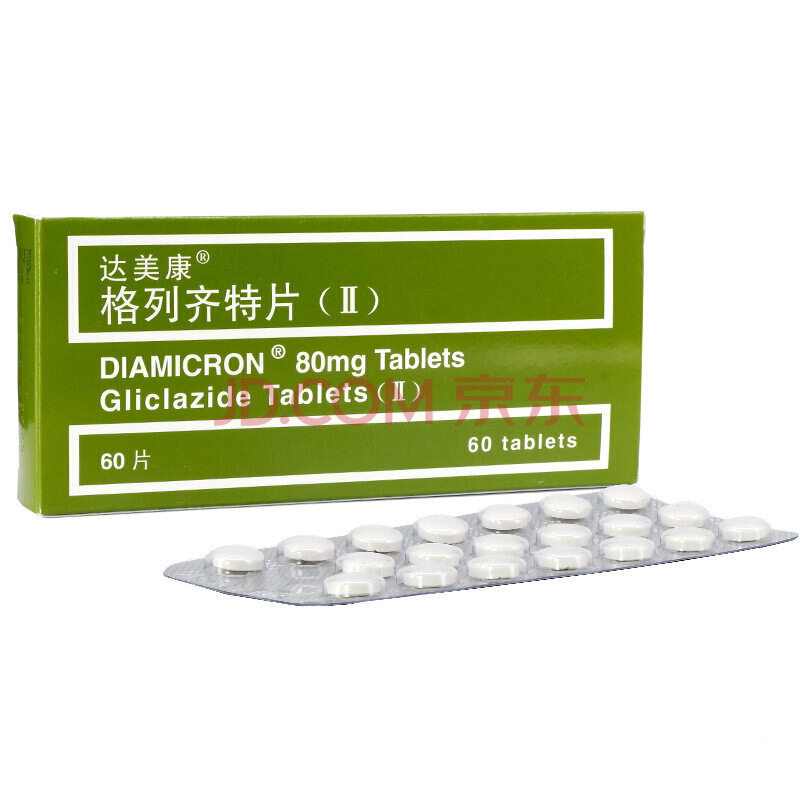 达美康®
格列齐特片（Ⅱ）
DIAMICRON® 80mg Tablets
Gliclazide Tablets(Ⅱ)
JD.COM 京东
60片
60 tablets